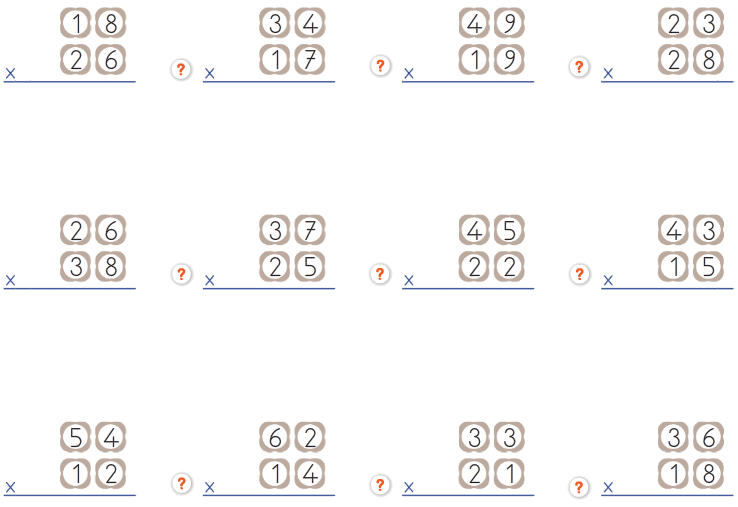 18 34 49 23
x 26 ? x 17 ? x 19 ? x 28
26 37 45 43
x 38 ? x 25 ? x 22 ? x 15
54 62 33 36
x 12 ? x 14 ? x 21 ? x 18